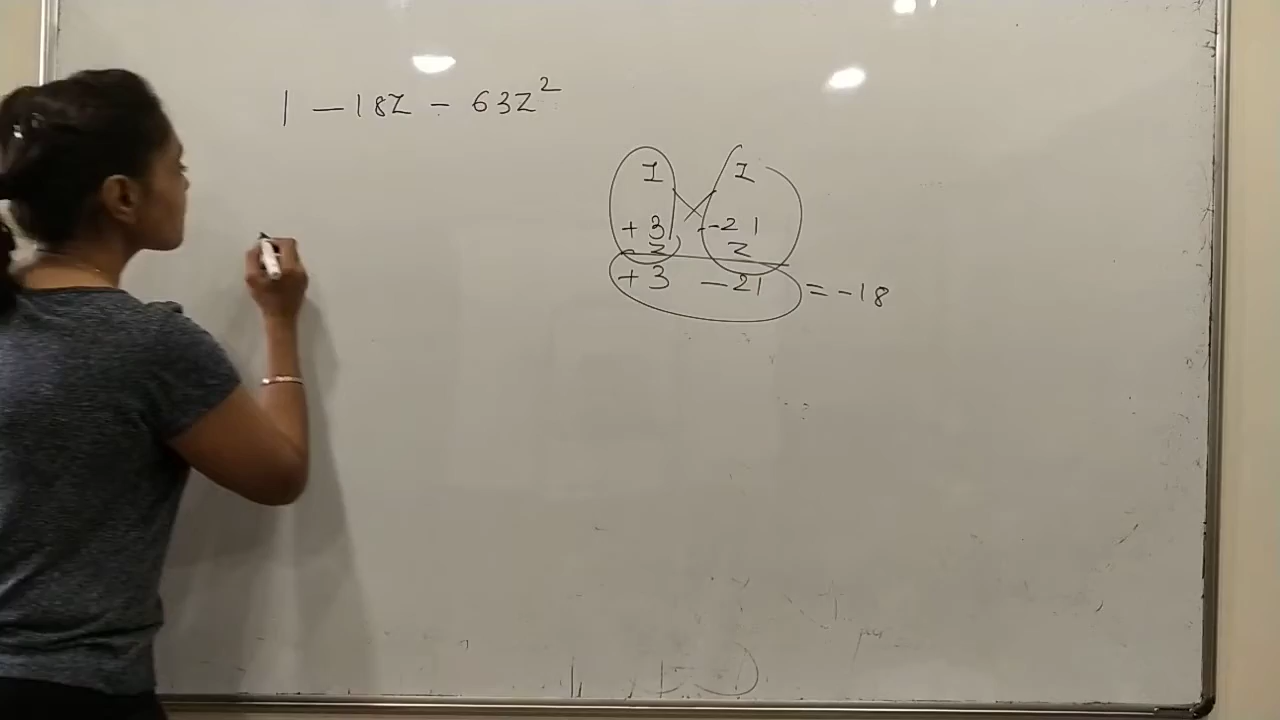 1 - 18z - 63z²
1 1
+3 -21
z z
+3 -21 = -18